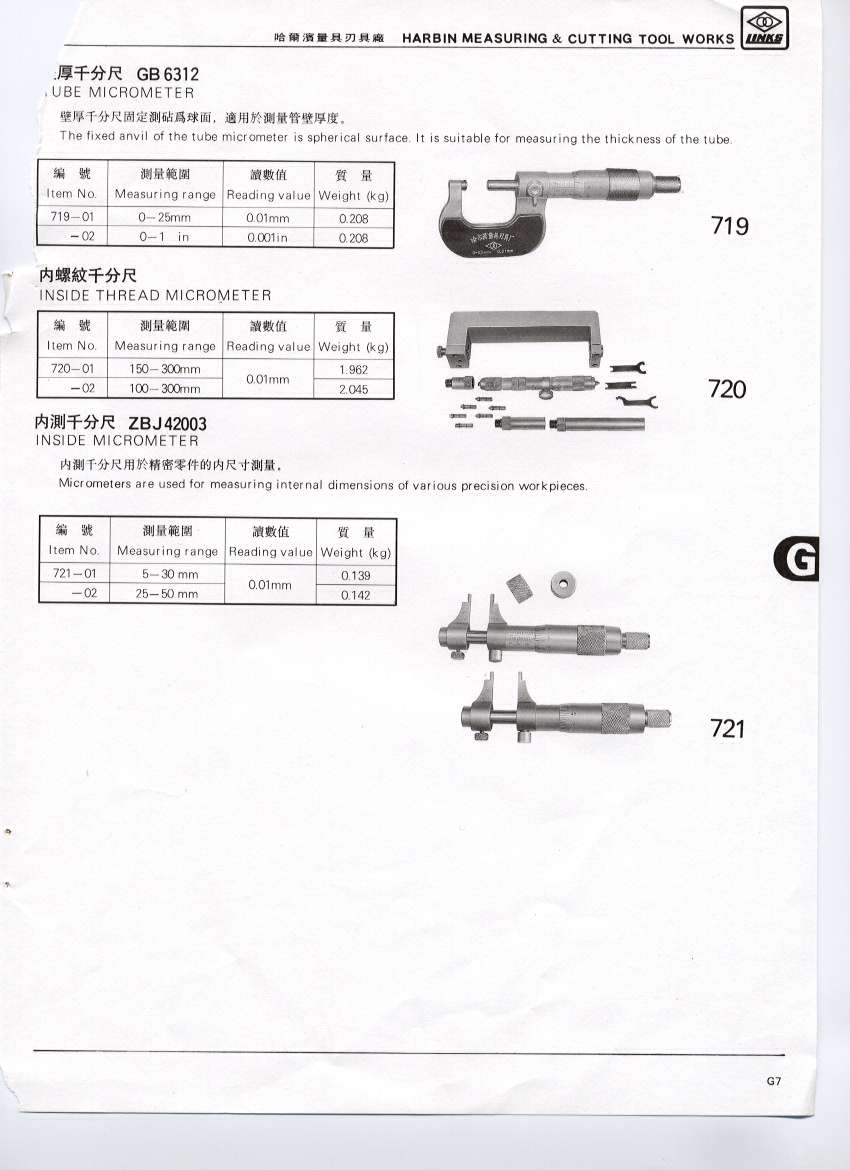 哈爾濱量具刃具廠 HARBIN MEASURING & CUTTING TOOL WORKS LINKS
厚千分尺 GB 6312
UBE MICROMETER
壁厚千分尺固定測砧爲球面，適用於測量管壁厚度。
The fixed anvil of the tube micrometer is spherical surface. It is suitable for measuring the thickness of the tube.
編 號 測量範圍 讀數值 質 量
Item No. Measuring range Reading value Weight (kg)
719—01 0—25mm 0.01mm 0.208
—02 0—1 in 0.001in 0.208
719
内螺紋千分尺
INSIDE THREAD MICROMETER
編 號 測量範圍 讀數值 質 量
Item No. Measuring range Reading value Weight (kg)
720—01 150—300mm 0.01mm 1.962
—02 100—300mm 2.045
720
内測千分尺 ZBJ42003
INSIDE MICROMETER
内測千分尺用於精密零件的内尺寸測量。
Micrometers are used for measuring internal dimensions of various precision workpieces.
編 號 測量範圍 讀數值 質 量
Item No. Measuring range Reading value Weight (kg)
721—01 5—30 mm 0.01mm 0.139
—02 25—50 mm 0.142
G
721
G7